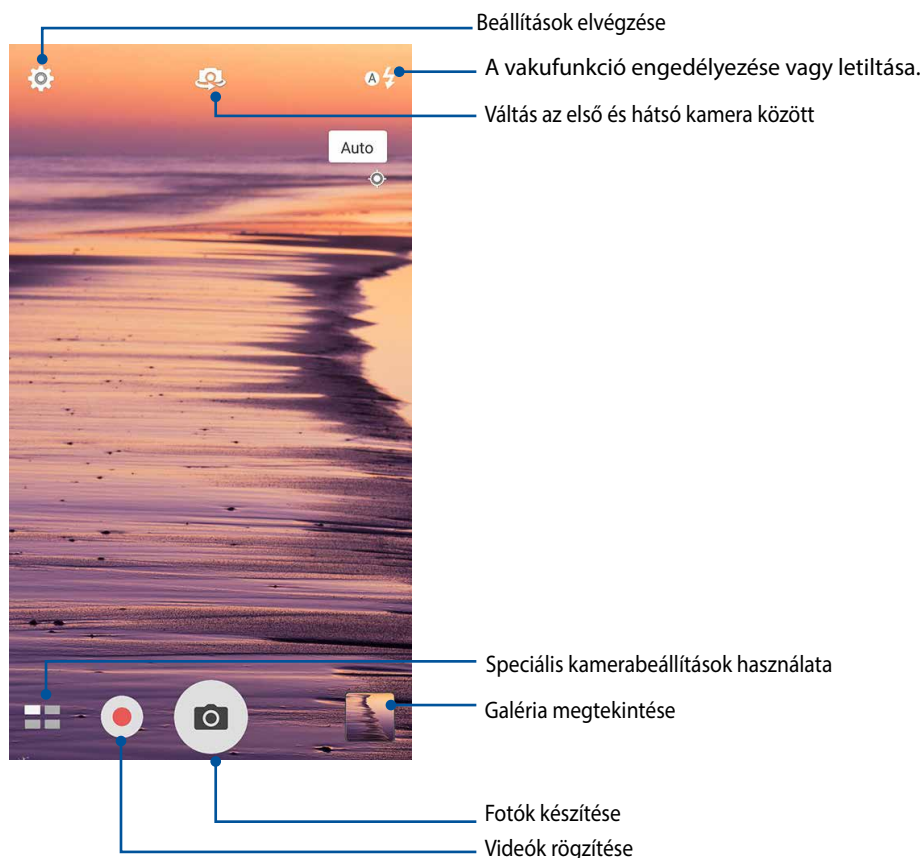 Beállítások elvégzése
A vakufunkció engedélyezése vagy letiltása.
A
Váltás az első és hátsó kamera között
Auto
Speciális kamerabeállítások használata
Galéria megtekintése
Fotók készítése
Videók rögzítése